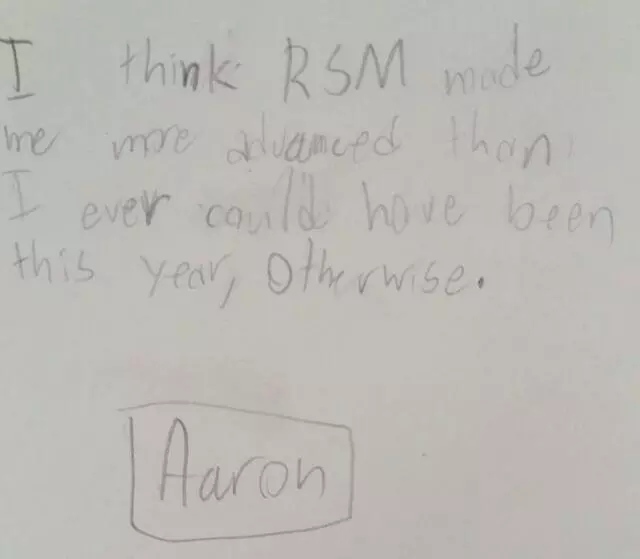 I think RSM made
me more advanced than
I ever could have been
this year, Otherwise.
Aaron